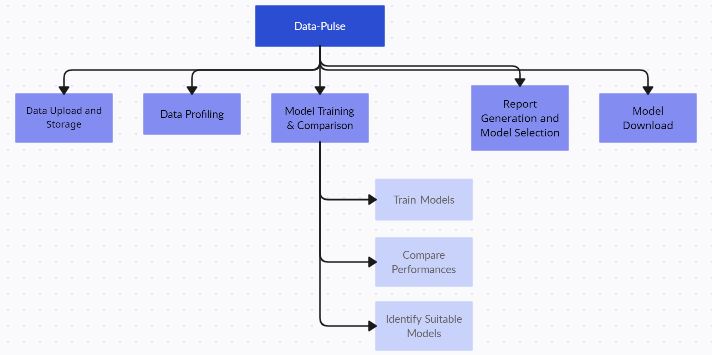 Data-Pulse
Data Upload and
Storage
Data Profiling
Model Training
& Comparison
Report
Generation and
Model Selection
Model
Download
Train Models
Compare
Performances
Identify Suitable
Models